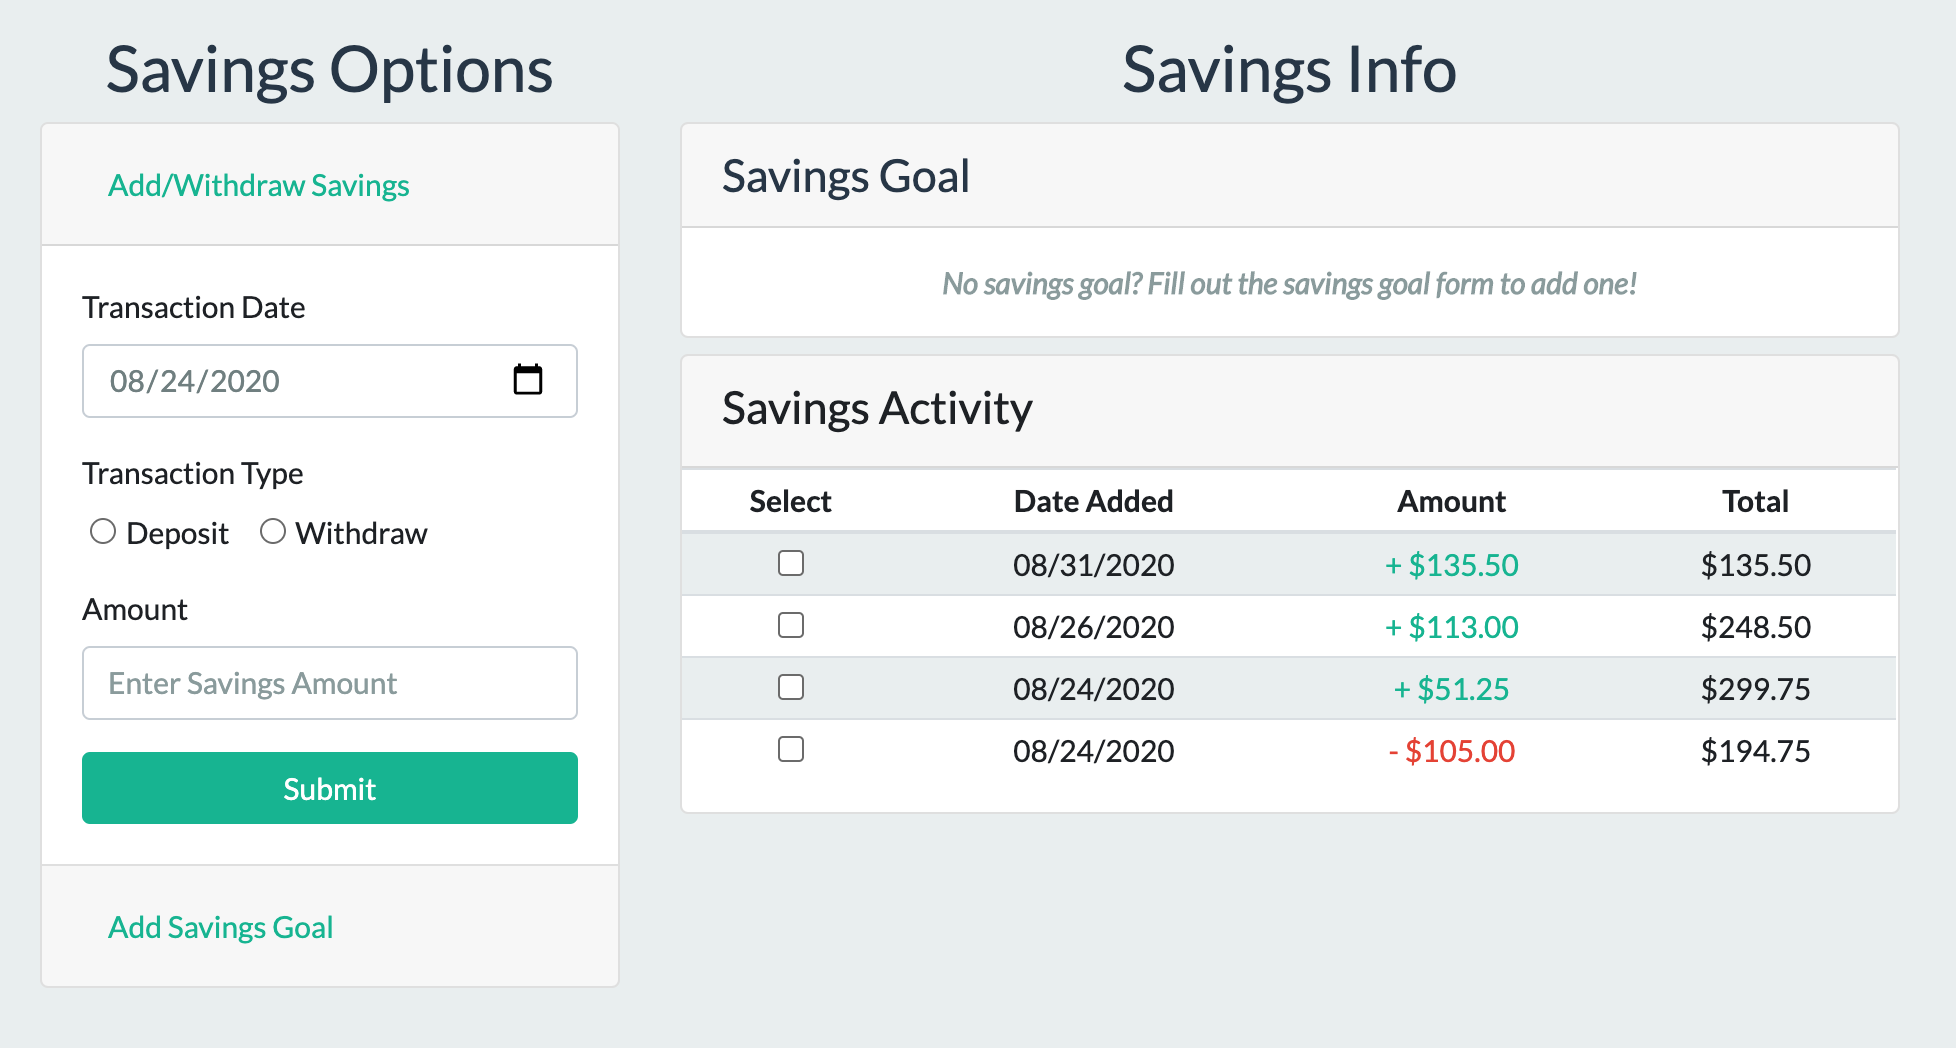 Savings Options
Add/Withdraw Savings
Transaction Date
08/24/2020
Transaction Type
Deposit Withdraw
Amount
Enter Savings Amount
Submit
Add Savings Goal
Savings Info
Savings Goal
No savings goal? Fill out the savings goal form to add one!
Savings Activity
Select Date Added Amount Total
08/31/2020 + $135.50 $135.50
08/26/2020 + $113.00 $248.50
08/24/2020 + $51.25 $299.75
08/24/2020 - $105.00 $194.75